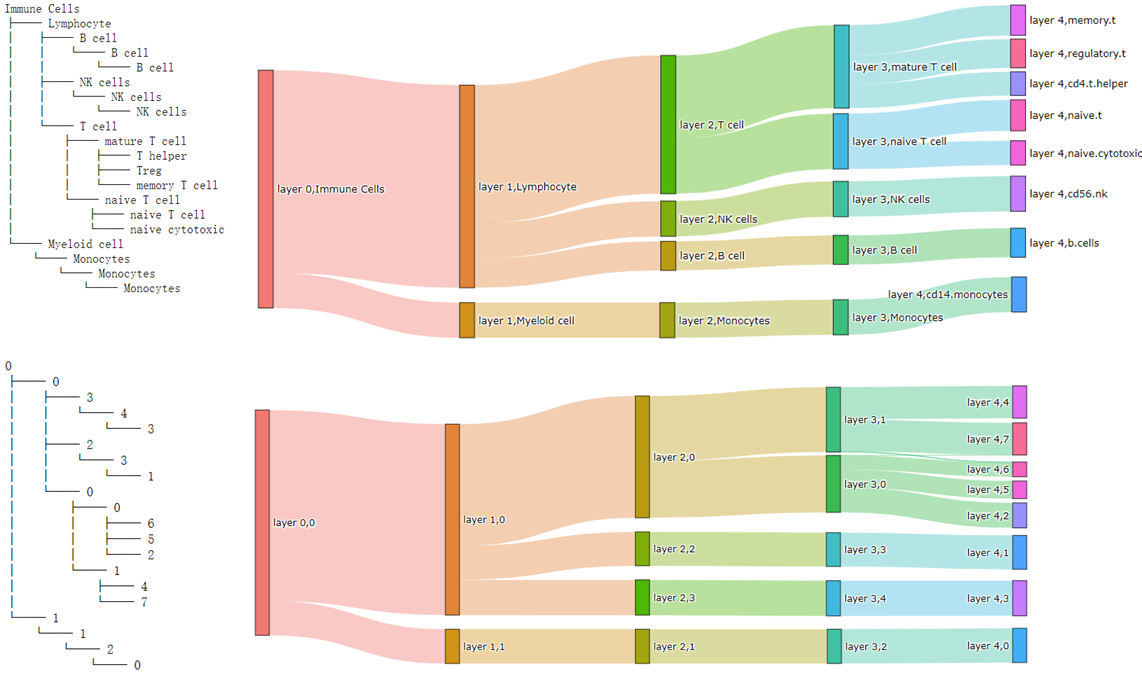 Immune Cells
Lymphocyte
B cell
B cell
B cell
NK cells
NK cells
NK cells
T cell
mature T cell
T helper
Treg
memory T cell
naive T cell
naive T cell
naive cytotoxic
Myeloid cell
Monocytes
Monocytes
Monocytes
layer 0,Immune Cells
layer 1,Lymphocyte
layer 1,Myeloid cell
layer 2,T cell
layer 2,NK cells
layer 2,B cell
layer 2,Monocytes
layer 3,mature T cell
layer 3,naive T cell
layer 3,NK cells
layer 3,B cell
layer 3,Monocytes
layer 4,memory.t
layer 4,regulatory.t
layer 4,cd4.t.helper
layer 4,naive.t
layer 4,naive.cytotoxic
layer 4,cd56.nk
layer 4,b.cells
layer 4,cd14.monocytes
0
0
3
4
3
2
3
1
0
0
6
5
2
1
4
7
1
1
2
0
layer 0,0
layer 1,0
layer 1,1
layer 2,0
layer 2,2
layer 2,3
layer 2,1
layer 3,1
layer 3,0
layer 3,3
layer 3,4
layer 3,2
layer 4,4
layer 4,7
layer 4,6
layer 4,5
layer 4,2
layer 4,1
layer 4,3
layer 4,0